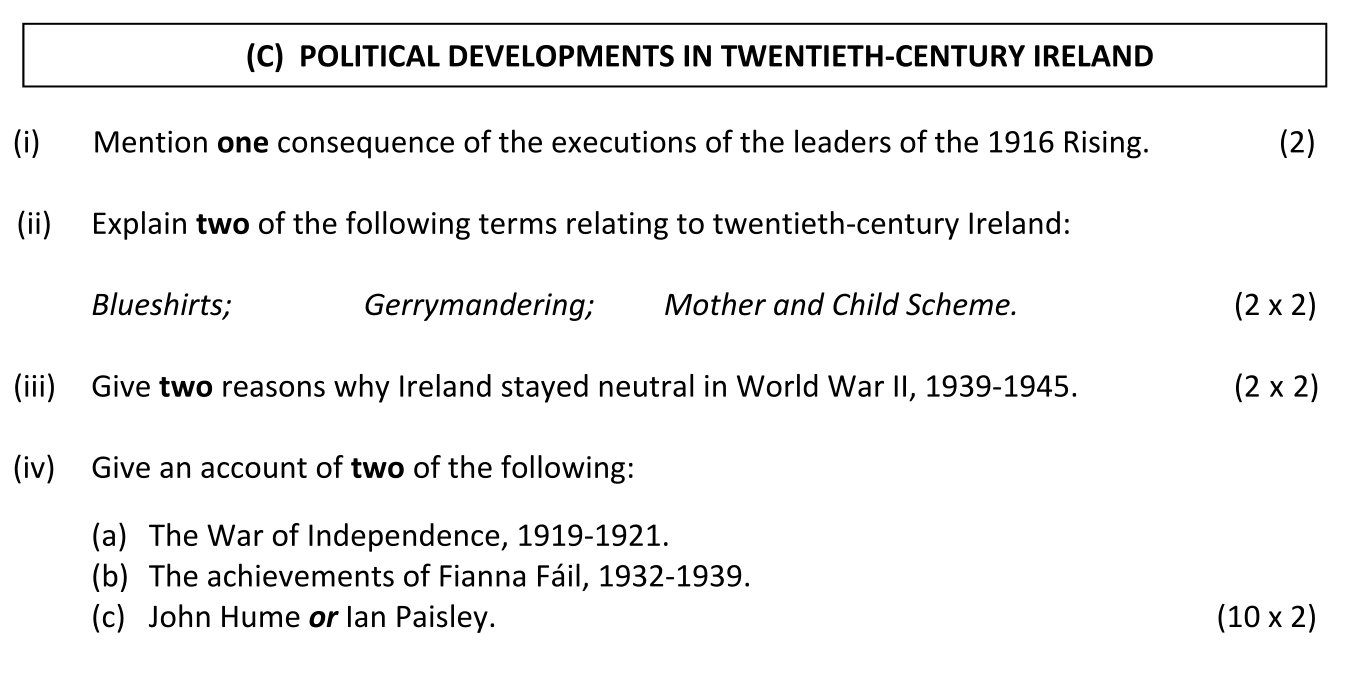 (C) POLITICAL DEVELOPMENTS IN TWENTIETH-CENTURY IRELAND
(i) Mention one consequence of the executions of the leaders of the 1916 Rising. (2)
(ii) Explain two of the following terms relating to twentieth-century Ireland:
Blueshirts; Gerrymandering; Mother and Child Scheme. (2 x 2)
(iii) Give two reasons why Ireland stayed neutral in World War II, 1939-1945. (2 x 2)
(iv) Give an account of two of the following:
(a) The War of Independence, 1919-1921.
(b) The achievements of Fianna Fáil, 1932-1939.
(c) John Hume or Ian Paisley. (10 x 2)